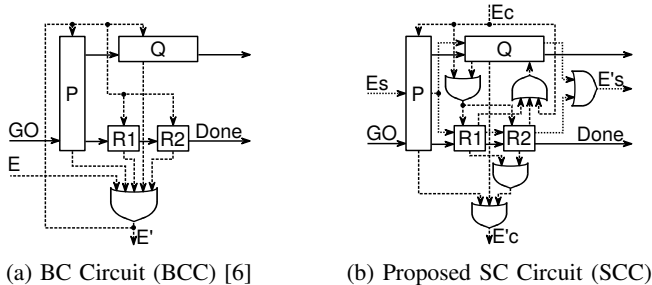 Q
P
GO
R1
R2
Done
E
E'
(a) BC Circuit (BCC) [6]
Ec
Q
P
Es
E's
GO
R1
R2
Done
E'c
(b) Proposed SC Circuit (SCC)